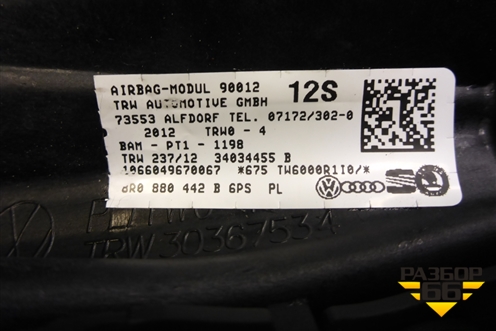 AIRBAG-MODUL 90012 12S
TRW AUTOMOTIVE GMBH
73553 ALFDORF TEL. 07172/302-0
2012 TRW0 - 4
BAM - PT1 - 1198
TRW 237/12 34034455 B
1066049670067 *675 TW6000R1I0/*
6R0 880 442 B 6PS PL
TRW 30367534
РАЗБОР
66